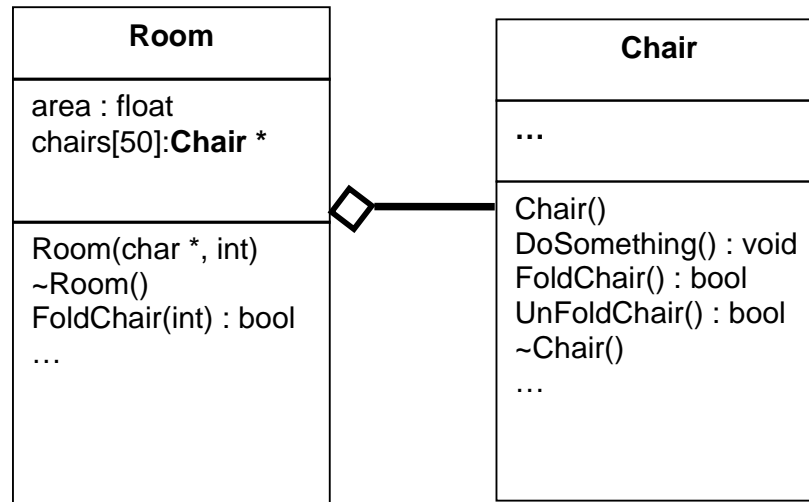 Room
area : float
chairs[50]:Chair *
Room(char *, int)
~Room()
FoldChair(int) : bool
…
Chair
…
Chair()
DoSomething() : void
FoldChair() : bool
UnFoldChair() : bool
~Chair()
…